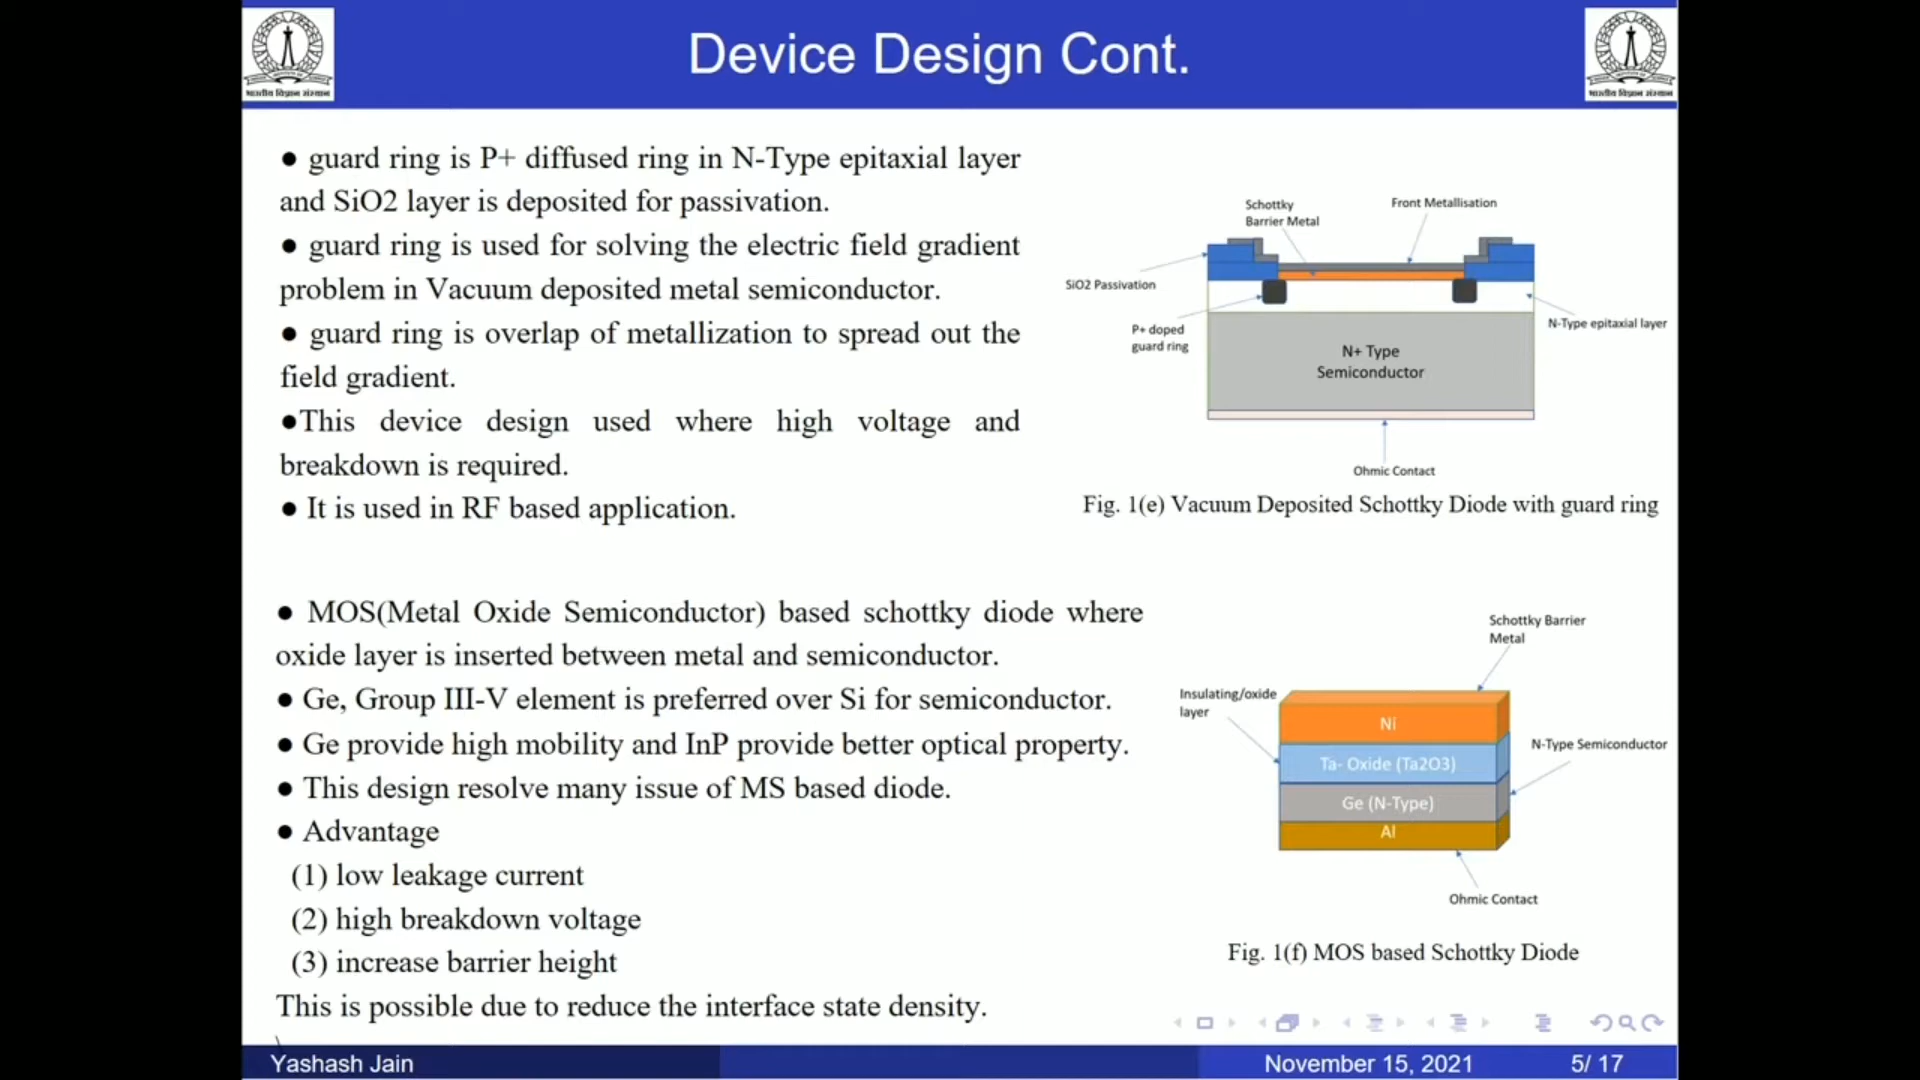 Device Design Cont.
भारतीय विज्ञान संस्थान
भारतीय विज्ञान संस्थान
● guard ring is P+ diffused ring in N-Type epitaxial layer
and SiO2 layer is deposited for passivation.
● guard ring is used for solving the electric field gradient
problem in Vacuum deposited metal semiconductor.
● guard ring is overlap of metallization to spread out the
field gradient.
●This device design used where high voltage and
breakdown is required.
● It is used in RF based application.
Schottky
Barrier Metal
Front Metallisation
SiO2 Passivation
P+ doped
guard ring
N-Type epitaxial layer
N+ Type
Semiconductor
Ohmic Contact
Fig. 1(e) Vacuum Deposited Schottky Diode with guard ring
● MOS(Metal Oxide Semiconductor) based schottky diode where
oxide layer is inserted between metal and semiconductor.
● Ge, Group III-V element is preferred over Si for semiconductor.
● Ge provide high mobility and InP provide better optical property.
● This design resolve many issue of MS based diode.
● Advantage
(1) low leakage current
(2) high breakdown voltage
(3) increase barrier height
This is possible due to reduce the interface state density.
\
Schottky Barrier
Metal
Insulating/oxide
layer
Ni
Ta- Oxide (Ta2O3)
Ge (N-Type)
Al
N-Type Semiconductor
Ohmic Contact
Fig. 1(f) MOS based Schottky Diode
Yashash Jain
November 15, 2021
5/ 17